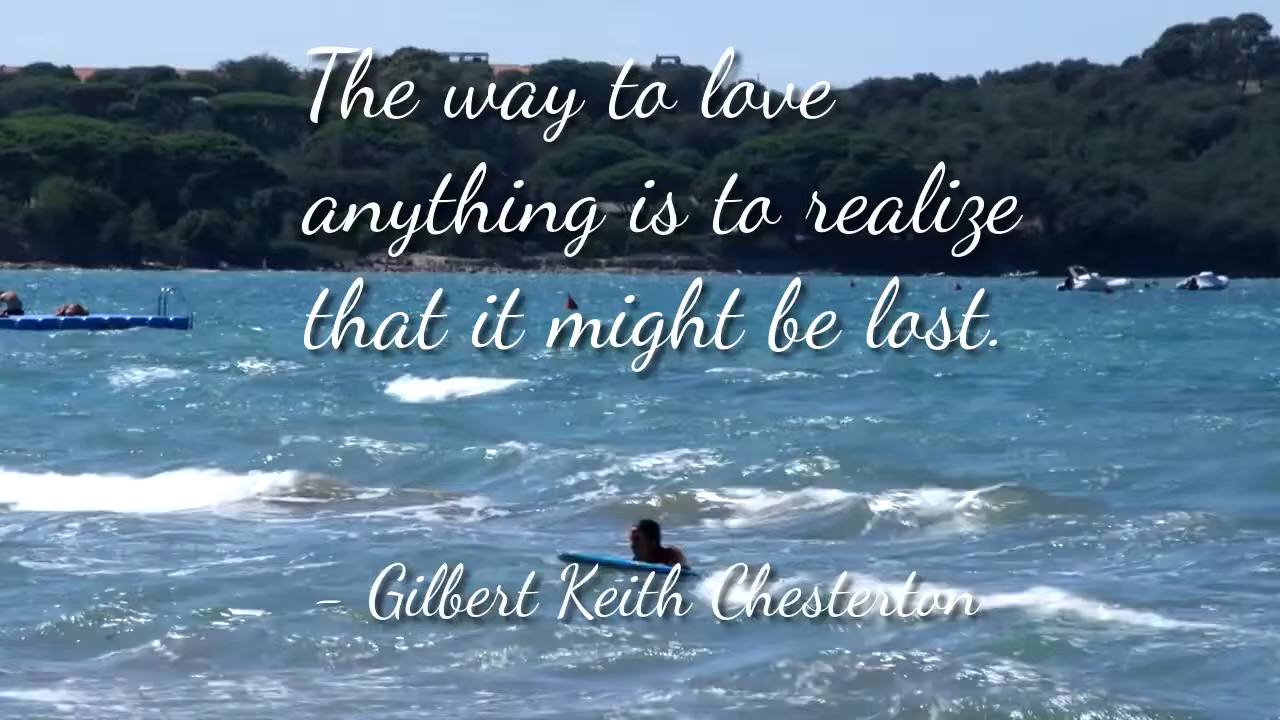 The way to love
anything is to realize
that it might be lost.
- Gilbert Keith Chesterton